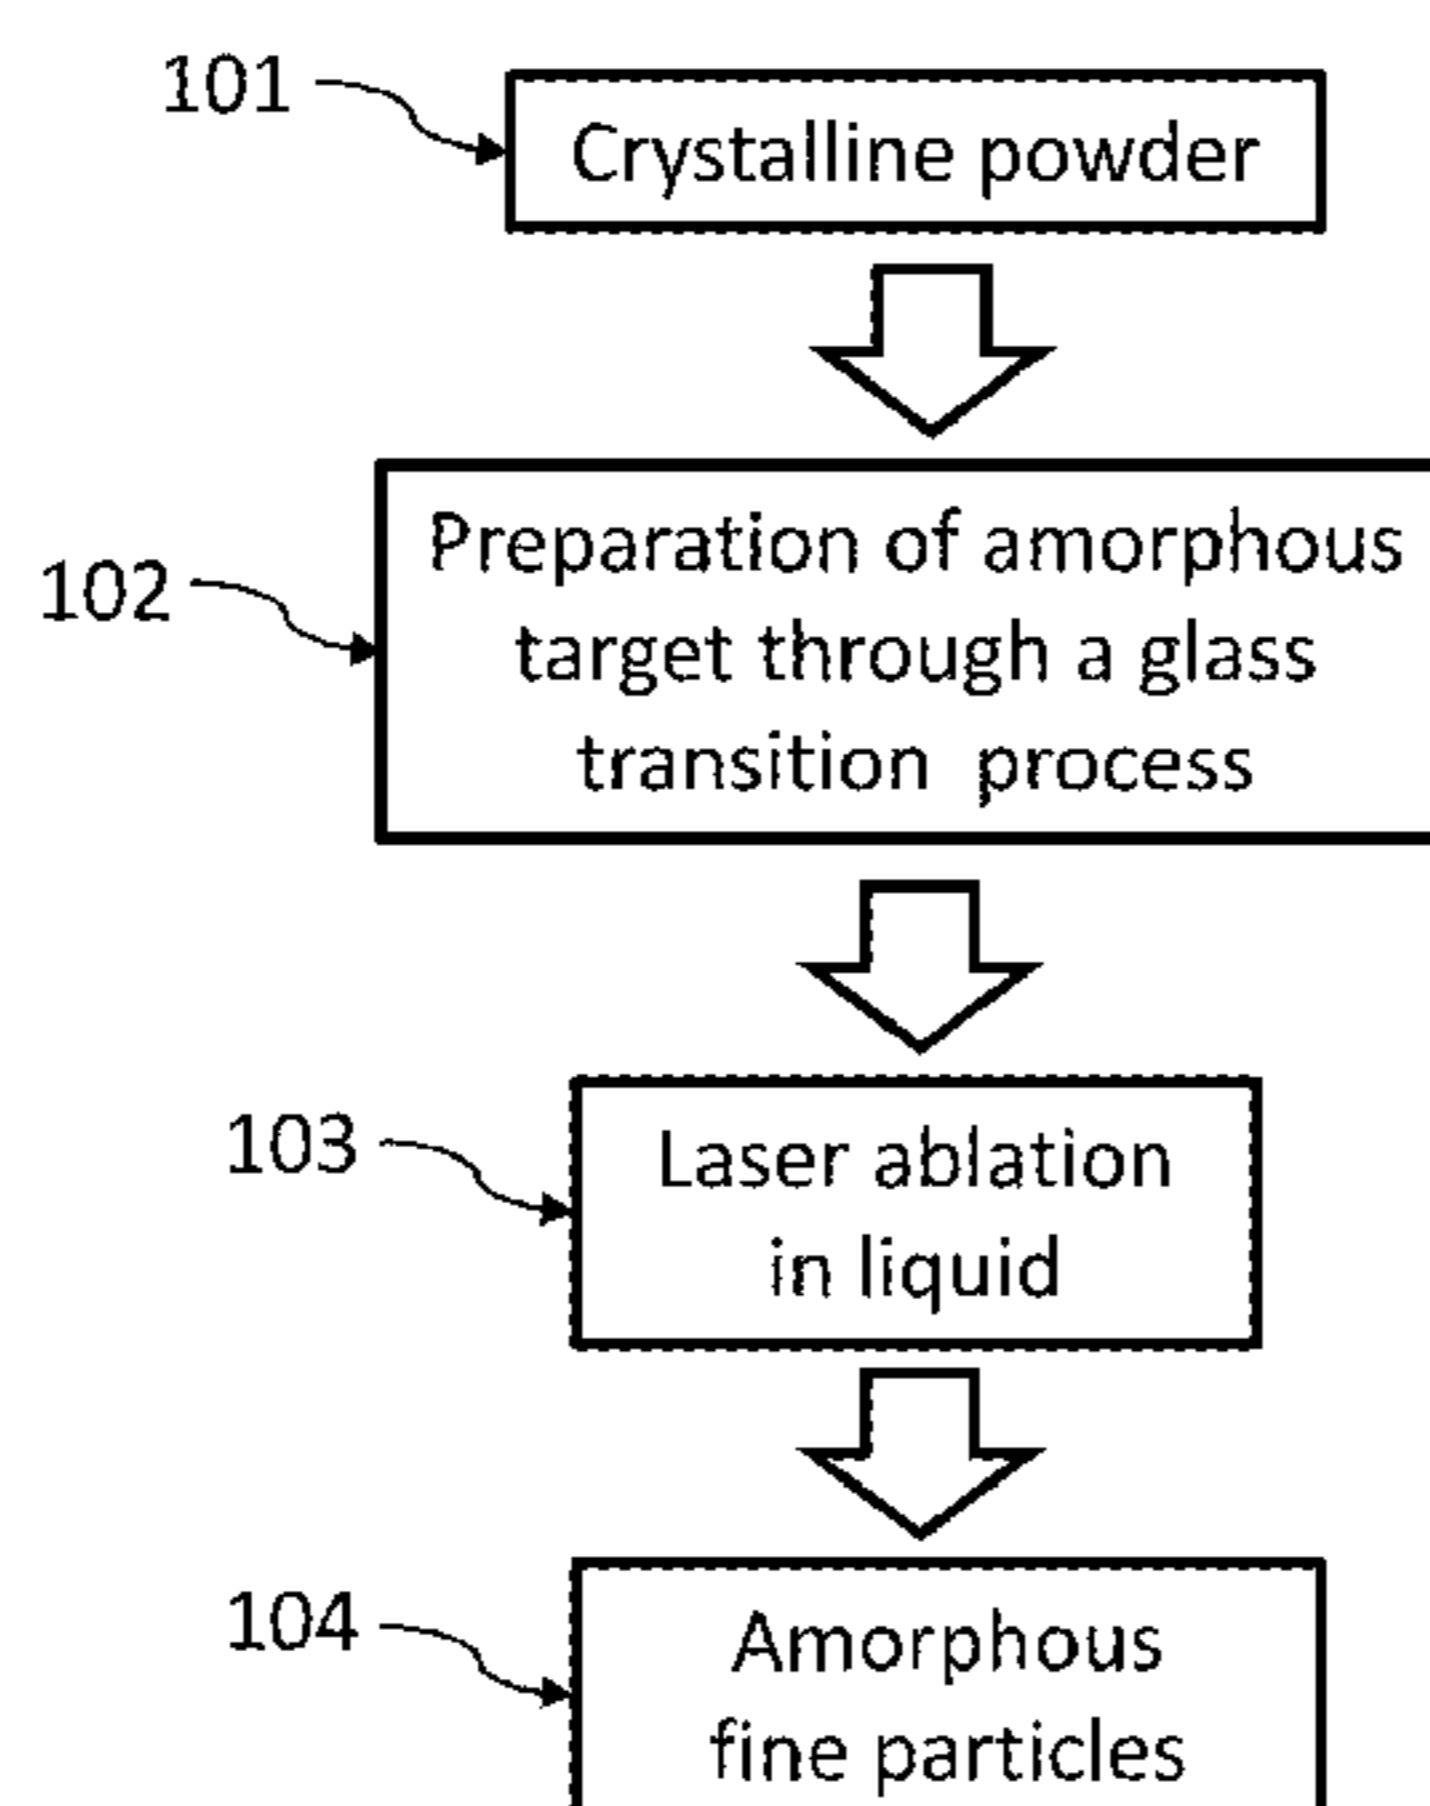 101
Crystalline powder
102
Preparation of amorphous
target through a glass
transition process
103
Laser ablation
in liquid
104
Amorphous
fine particles